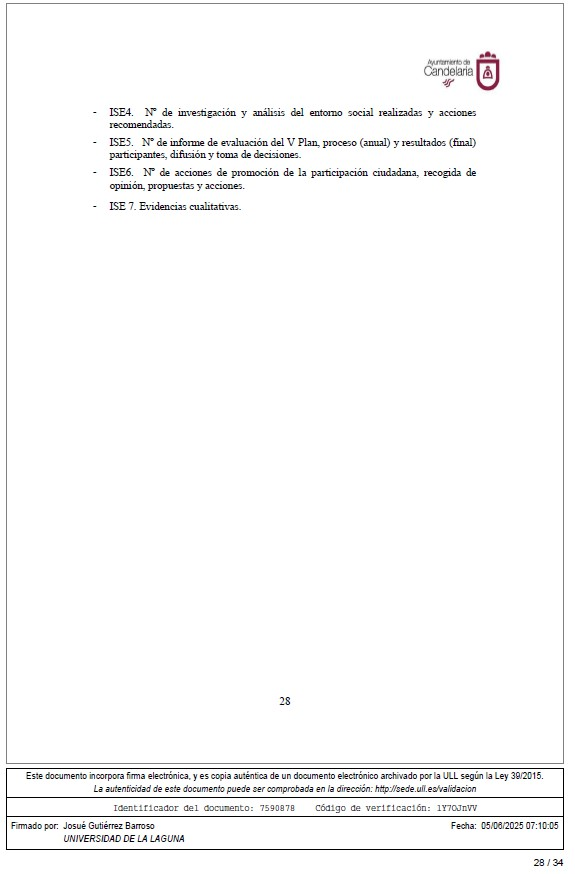 Ayuntamiento de
Candelaria
- ISE4. Nº de investigación y análisis del entorno social realizadas y acciones
recomendadas.
- ISE5. Nº de informe de evaluación del V Plan, proceso (anual) y resultados (final)
participantes, difusión y toma de decisiones.
- ISE6. Nº de acciones de promoción de la participación ciudadana, recogida de
opinión, propuestas y acciones.
- ISE 7. Evidencias cualitativas.
28
Este documento incorpora firma electrónica, y es copia auténtica de un documento electrónico archivado por la ULL según la Ley 39/2015.
La autenticidad de este documento puede ser comprobada en la dirección: http://sede.ull.es/validacion
Identificador del documento: 7590878 Código de verificación: 1Y7OJnVV
Firmado por: Josué Gutiérrez Barroso Fecha: 05/06/2025 07:10:05
UNIVERSIDAD DE LA LAGUNA
28 / 34